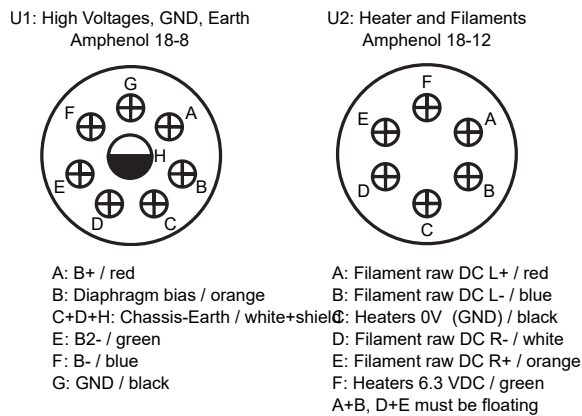 U1: High Voltages, GND, Earth
Amphenol 18-8
G
F
A
H
E
B
D
C
A: B+ / red
B: Diaphragm bias / orange
C+D+H: Chassis-Earth / white+shield
E: B2- / green
F: B- / blue
G: GND / black
U2: Heater and Filaments
Amphenol 18-12
F
E
A
D
B
C
A: Filament raw DC L+ / red
B: Filament raw DC L- / blue
C: Heaters 0V (GND) / black
D: Filament raw DC R- / white
E: Filament raw DC R+ / orange
F: Heaters 6.3 VDC / green
A+B, D+E must be floating